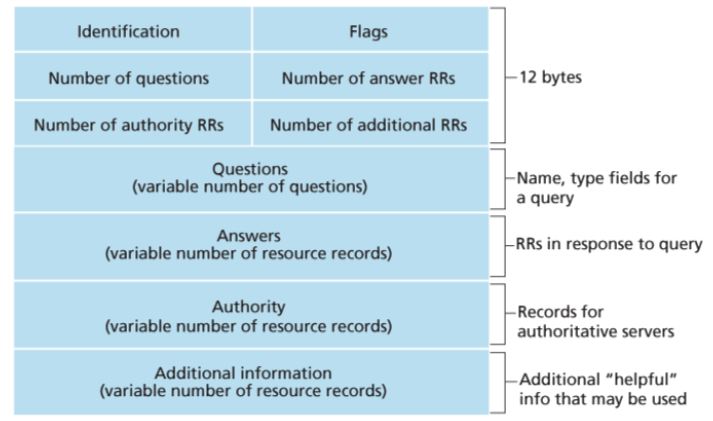 Identification
Flags
Number of questions
Number of answer RRs
12 bytes
Number of authority RRs
Number of additional RRs
Questions
(variable number of questions)
Name, type fields for
a query
Answers
(variable number of resource records)
RRs in response to query
Authority
(variable number of resource records)
Records for
authoritative servers
Additional information
(variable number of resource records)
Additional “helpful”
info that may be used